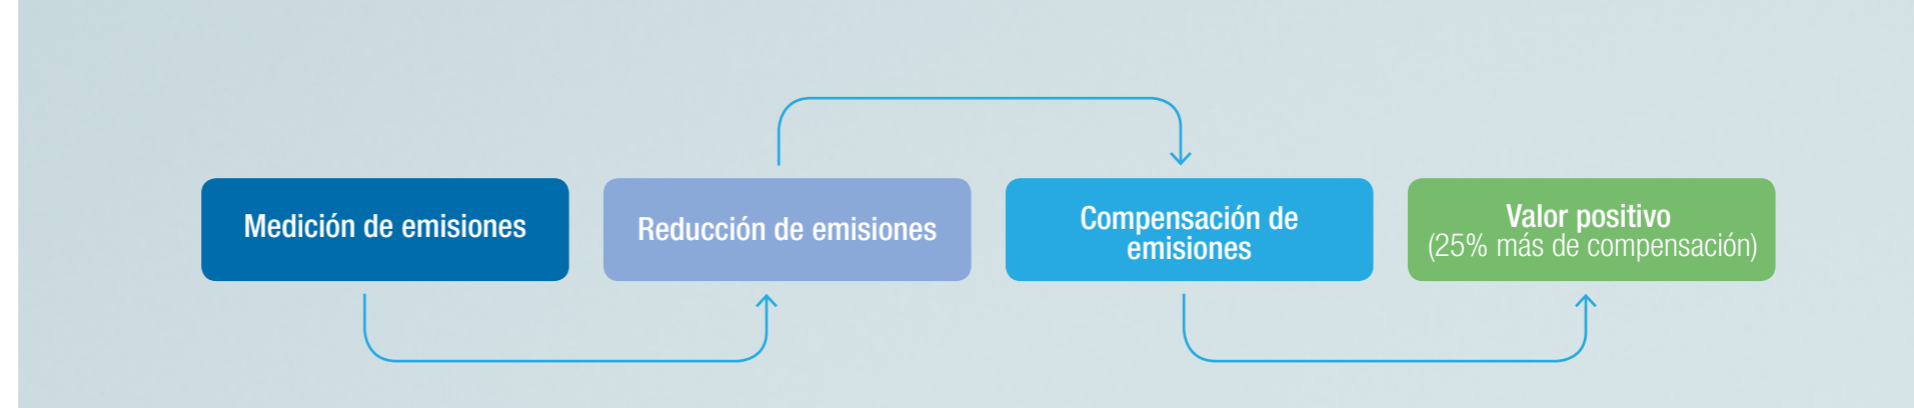 Medición de emisiones
Reducción de emisiones
Compensación de
emisiones
Valor positivo
(25% más de compensación)